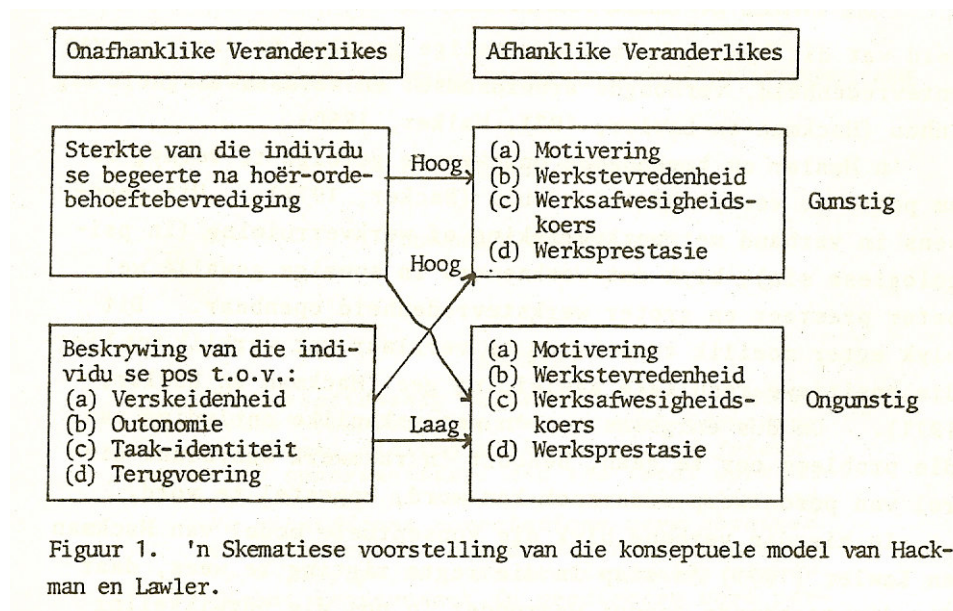 Onafhanklike Veranderlikes
Afhanklike Veranderlikes
Sterkte van die individu
se begeerte na hoër-orde-
behoeftebevrediging
Hoog
Hoog
(a) Motivering
(b) Werkstevredenheid
(c) Werksafwesigheids-
koers
(d) Werksprestasie
Gunstig
Beskrywing van die indi-
vidu se pos t.o.v.:
(a) Verskeidenheid
(b) Outonomie
(c) Taak-identiteit
(d) Terugvoering
Laag
(a) Motivering
(b) Werkstevredenheid
(c) Werksafwesigheids-
koers
(d) Werksprestasie
Ongunstig
Figuur 1. 'n Skematiese voorstelling van die konseptuele model van Hack-
man en Lawler.